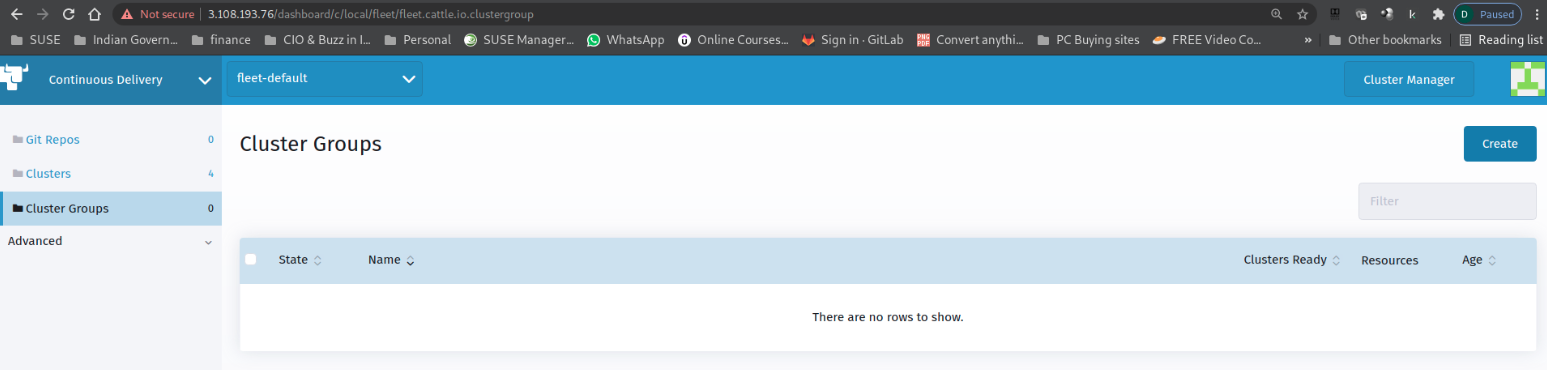 Not secure 3.108.193.76/dashboard/c/local/fleet/fleet.cattle.io.clustergroup D Paused
SUSE Indian Govern... finance CIO & Buzz in I... Personal SUSE Manager... WhatsApp Online Courses... Sign in · GitLab PNG PDF Convert anythi... PC Buying sites FREE Video Co... » Other bookmarks Reading list
Continuous Delivery fleet-default Cluster Manager
Git Repos 0
Clusters 4
Cluster Groups 0
Advanced
Cluster Groups
Create
Filter
State Name Clusters Ready Resources Age
There are no rows to show.